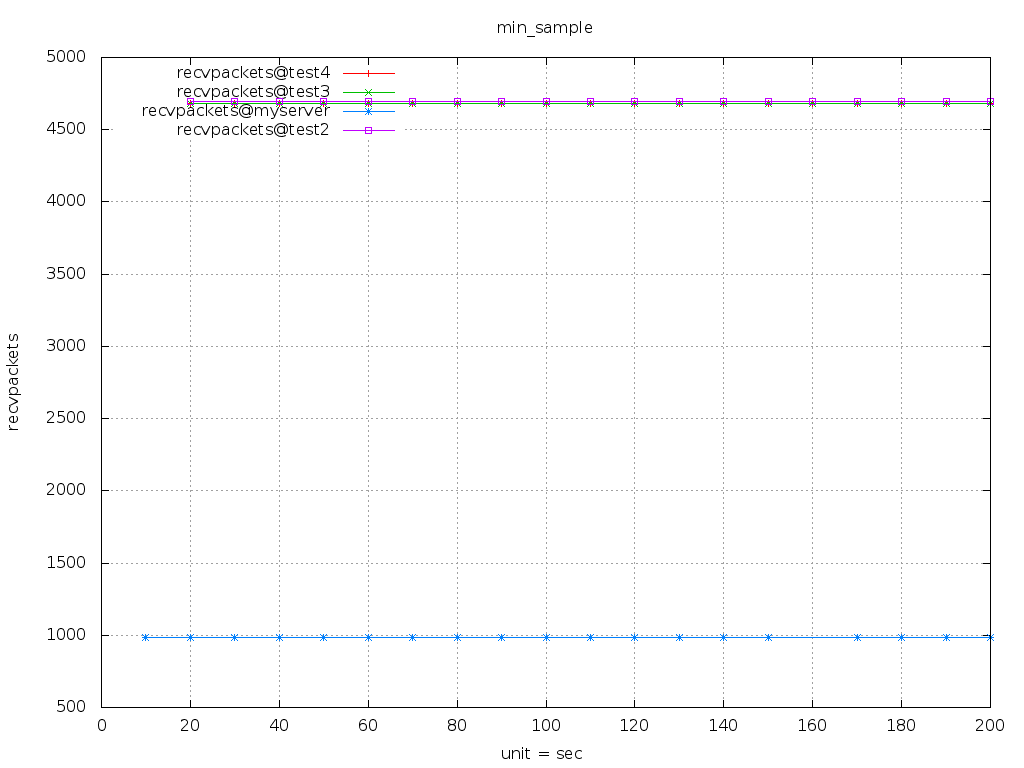 min_sample
5000
4500
4000
3500
3000
2500
2000
1500
1000
500
recvpackets
recvpackets@test4
recvpackets@test3
recvpackets@myserver
recvpackets@test2
0 20 40 60 80 100 120 140 160 180 200
unit = sec